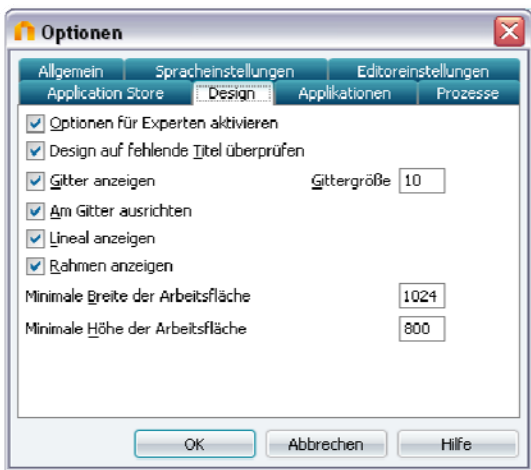 Optionen
Allgemein Spracheinstellungen Editoreinstellungen
Application Store Design Applikationen Prozesse
Optionen für Experten aktivieren
Design auf fehlende Titel überprüfen
Gitter anzeigen Gittergröße 10
Am Gitter ausrichten
Lineal anzeigen
Rahmen anzeigen
Minimale Breite der Arbeitsfläche 1024
Minimale Höhe der Arbeitsfläche 800
OK Abbrechen Hilfe